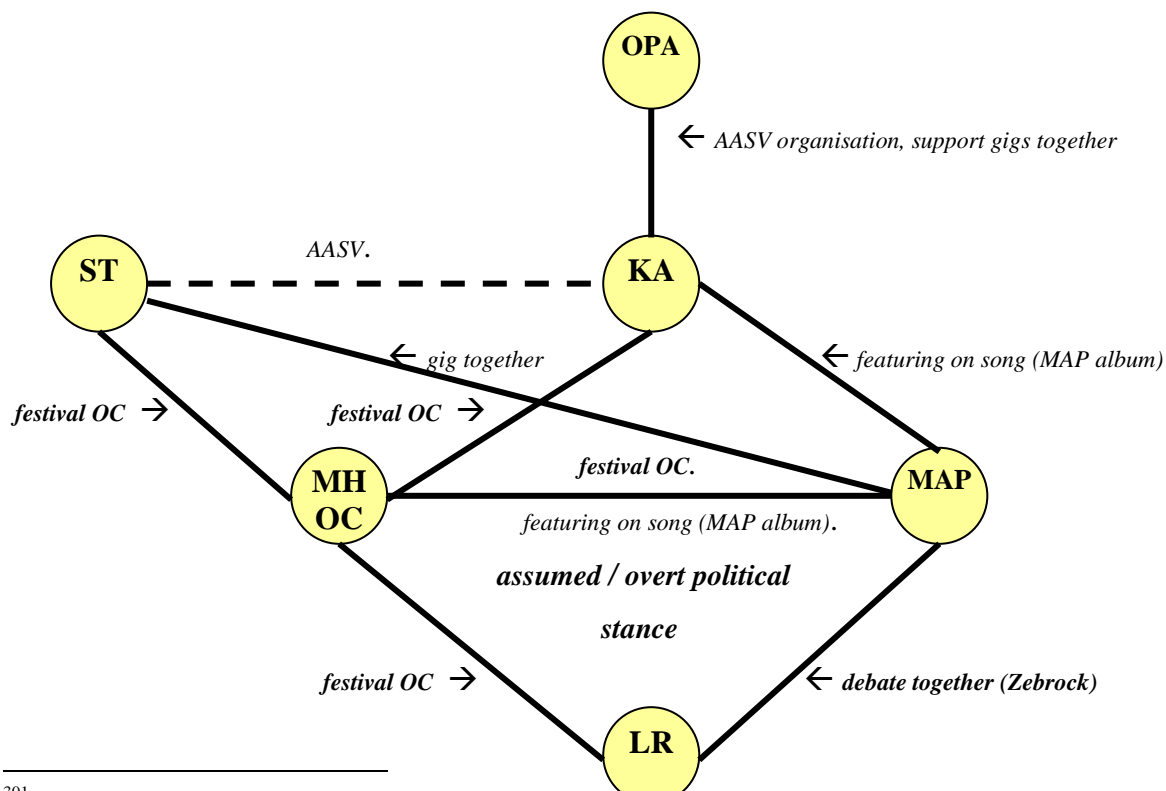 OPA
← AASV organisation, support gigs together
AASV.
ST
KA
← gig together
← featuring on song (MAP album)
festival OC →
festival OC →
festival OC.
MH
OC
MAP
featuring on song (MAP album).
assumed / overt political
stance
festival OC →
← debate together (Zebrock)
LR